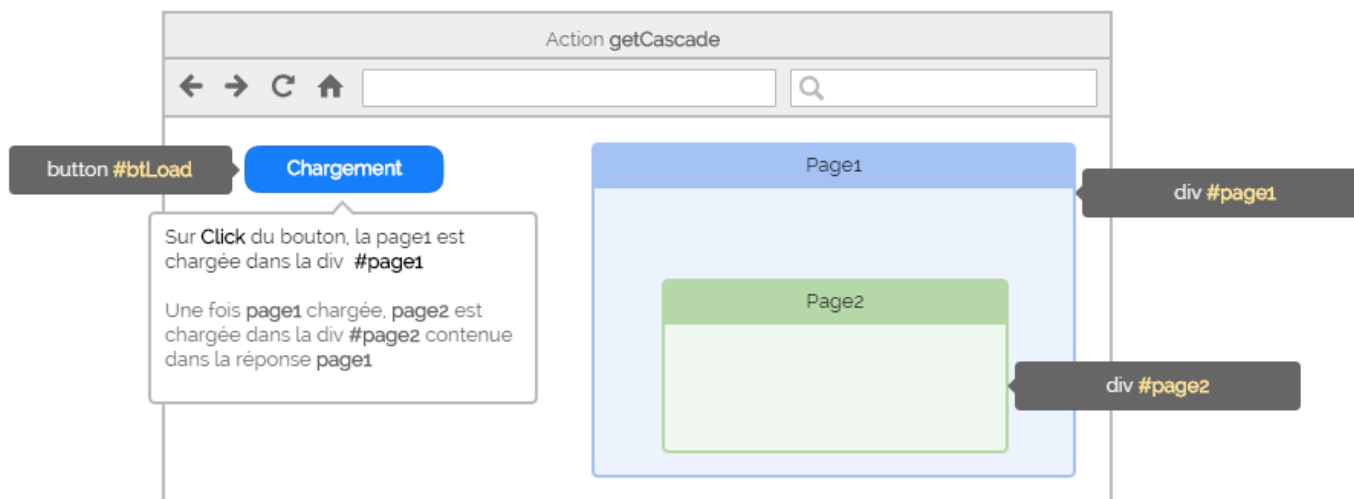 Action getCascade
button #btLoad
Chargement
Page1
div #page1
Sur Click du bouton, la page1 est
chargée dans la div #page1
Une fois page1 chargée, page2 est
chargée dans la div #page2 contenue
dans la réponse page1
Page2
div #page2